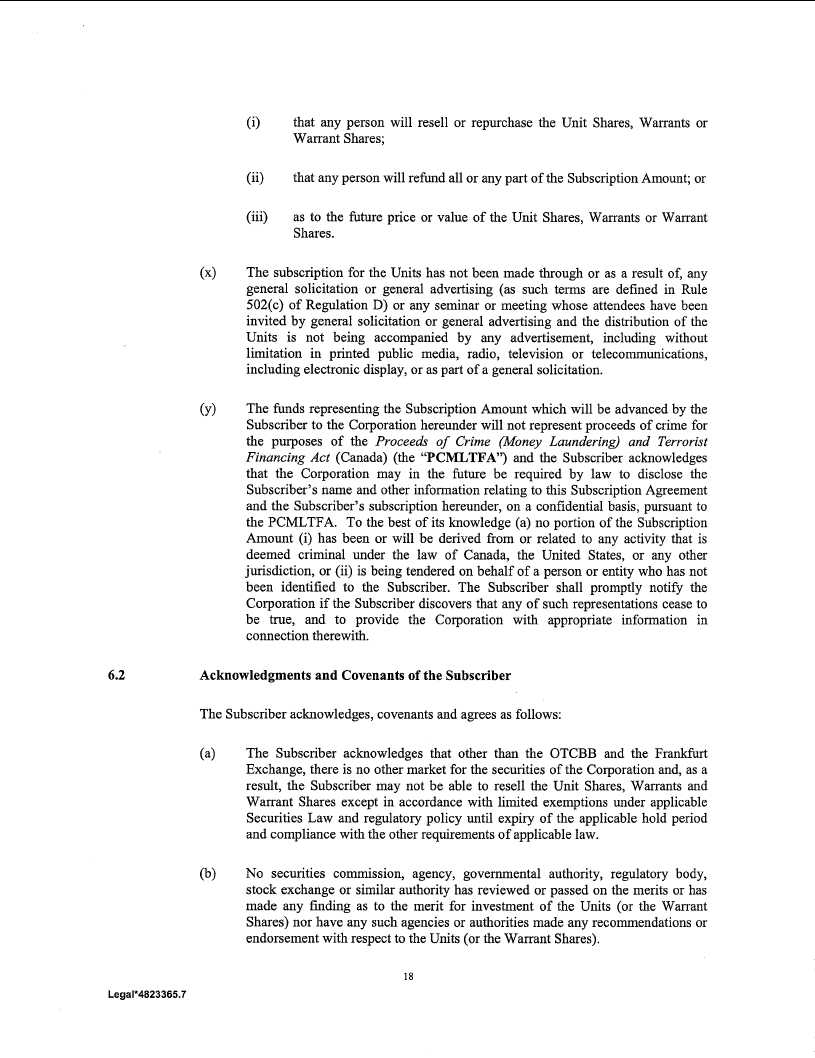 (i) that any person will resell or repurchase the Unit Shares, Warrants or
Warrant Shares;
(ii) that any person will refund all or any part of the Subscription Amount; or
(iii) as to the future price or value of the Unit Shares, Warrants or Warrant
Shares.
(x) The subscription for the Units has not been made through or as a result of, any
general solicitation or general advertising (as such terms are defined in Rule
502(c) of Regulation D) or any seminar or meeting whose attendees have been
invited by general solicitation or general advertising and the distribution of the
Units is not being accompanied by any advertisement, including without
limitation in printed public media, radio, television or telecommunications,
including electronic display, or as part of a general solicitation.
(y) The funds representing the Subscription Amount which will be advanced by the
Subscriber to the Corporation hereunder will not represent proceeds of crime for
the purposes of the Proceeds of Crime (Money Laundering) and Terrorist
Financing Act (Canada) (the “PCMLTFA”) and the Subscriber acknowledges
that the Corporation may in the future be required by law to disclose the
Subscriber’s name and other information relating to this Subscription Agreement
and the Subscriber’s subscription hereunder, on a confidential basis, pursuant to
the PCMLTFA. To the best of its knowledge (a) no portion of the Subscription
Amount (i) has been or will be derived from or related to any activity that is
deemed criminal under the law of Canada, the United States, or any other
jurisdiction, or (ii) is being tendered on behalf of a person or entity who has not
been identified to the Subscriber. The Subscriber shall promptly notify the
Corporation if the Subscriber discovers that any of such representations cease to
be true, and to provide the Corporation with appropriate information in
connection therewith.
6.2 Acknowledgments and Covenants of the Subscriber
The Subscriber acknowledges, covenants and agrees as follows:
(a) The Subscriber acknowledges that other than the OTCBB and the Frankfurt
Exchange, there is no other market for the securities of the Corporation and, as a
result, the Subscriber may not be able to resell the Unit Shares, Warrants and
Warrant Shares except in accordance with limited exemptions under applicable
Securities Law and regulatory policy until expiry of the applicable hold period
and compliance with the other requirements of applicable law.
(b) No securities commission, agency, governmental authority, regulatory body,
stock exchange or similar authority has reviewed or passed on the merits or has
made any finding as to the merit for investment of the Units (or the Warrant
Shares) nor have any such agencies or authorities made any recommendations or
endorsement with respect to the Units (or the Warrant Shares).
18
Legal*4823365.7